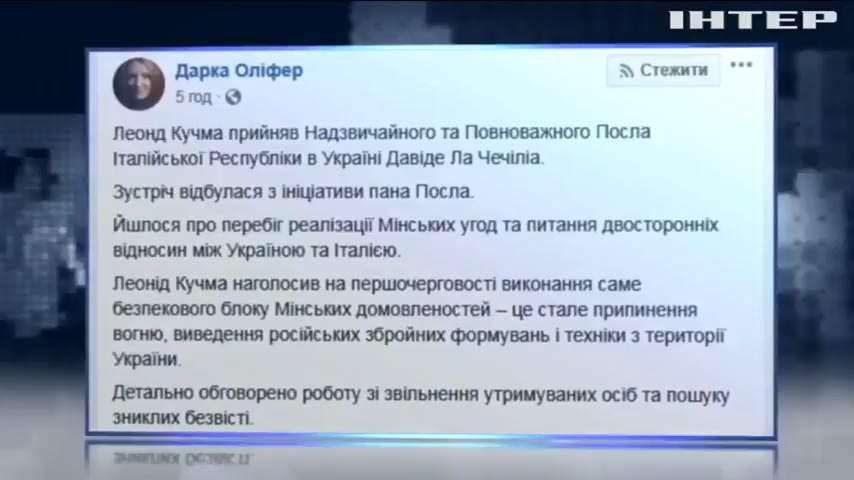 ІНТЕР
Дарка Оліфер
5 год ·
Стежити
Леонд Кучма прийняв Надзвичайного та Повноважного Посла
Італійської Республіки в Україні Давіде Ла Чечіліа.
Зустріч відбулася з ініціативи пана Посла.
Йшлося про перебіг реалізації Мінських угод та питання двосторонніх
відносин між Україною та Італією.
Леонід Кучма наголосив на першочерговості виконання саме
безпекового блоку Мінських домовленостей – це стале припинення
вогню, виведення російських збройних формувань і техніки з території
України.
Детально обговорено роботу зі звільнення утримуваних осіб та пошуку
зниклих безвісті.